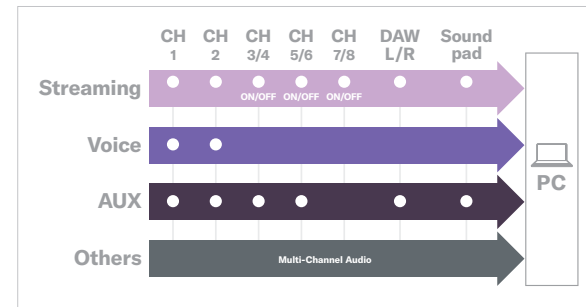 CH 1
CH 2
CH 3/4
CH 5/6
CH 7/8
DAW L/R
Sound pad
Streaming
ON/OFF ON/OFF ON/OFF
Voice
PC
AUX
Others
Multi-Channel Audio